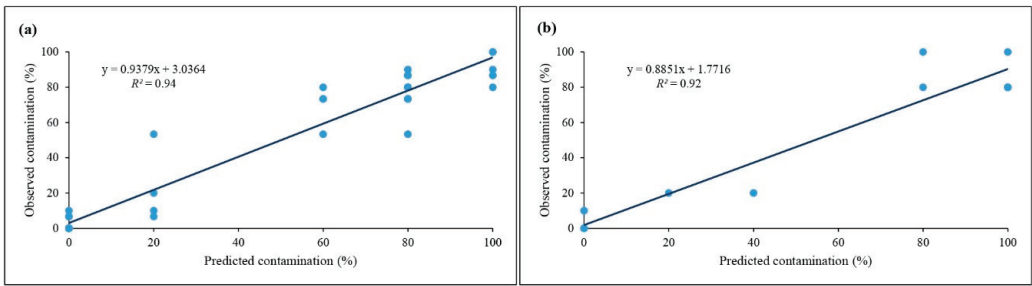 (a)
y = 0.9379x + 3.0364
R² = 0.94
Observed contamination (%)
100
80
60
40
20
0
0 20 40 60 80 100
Predicted contamination (%)
(b)
y = 0.8851x + 1.7716
R² = 0.92
Observed contamination (%)
100
80
60
40
20
0
0 20 40 60 80 100
Predicted contamination (%)